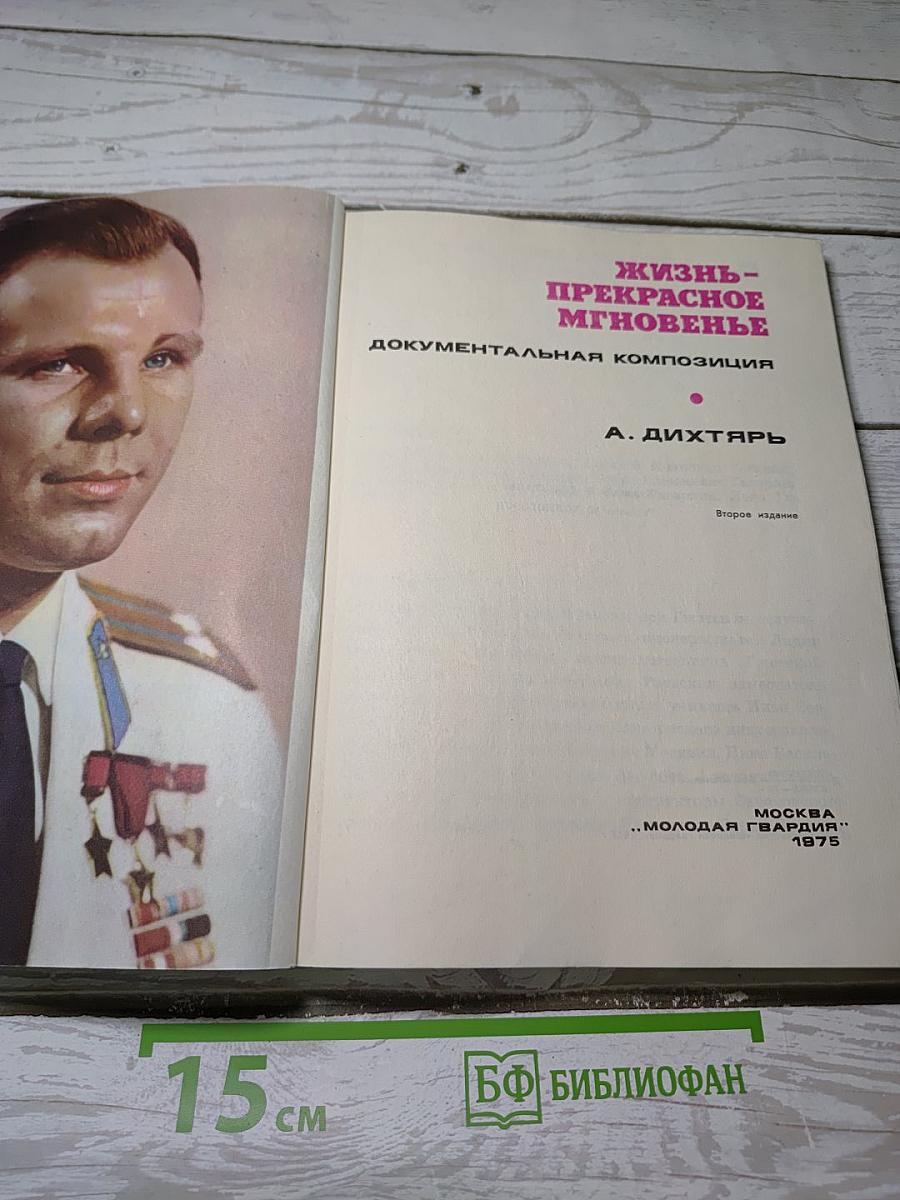 ЖИЗНЬ –
ПРЕКРАСНОЕ
МГНОВЕНЬЕ
ДОКУМЕНТАЛЬНАЯ КОМПОЗИЦИЯ
А. ДИХТЯРЬ
Второе издание
МОСКВА
„МОЛОДАЯ ГВАРДИЯ"
1975
15 см
БФ БИБЛИОФАН